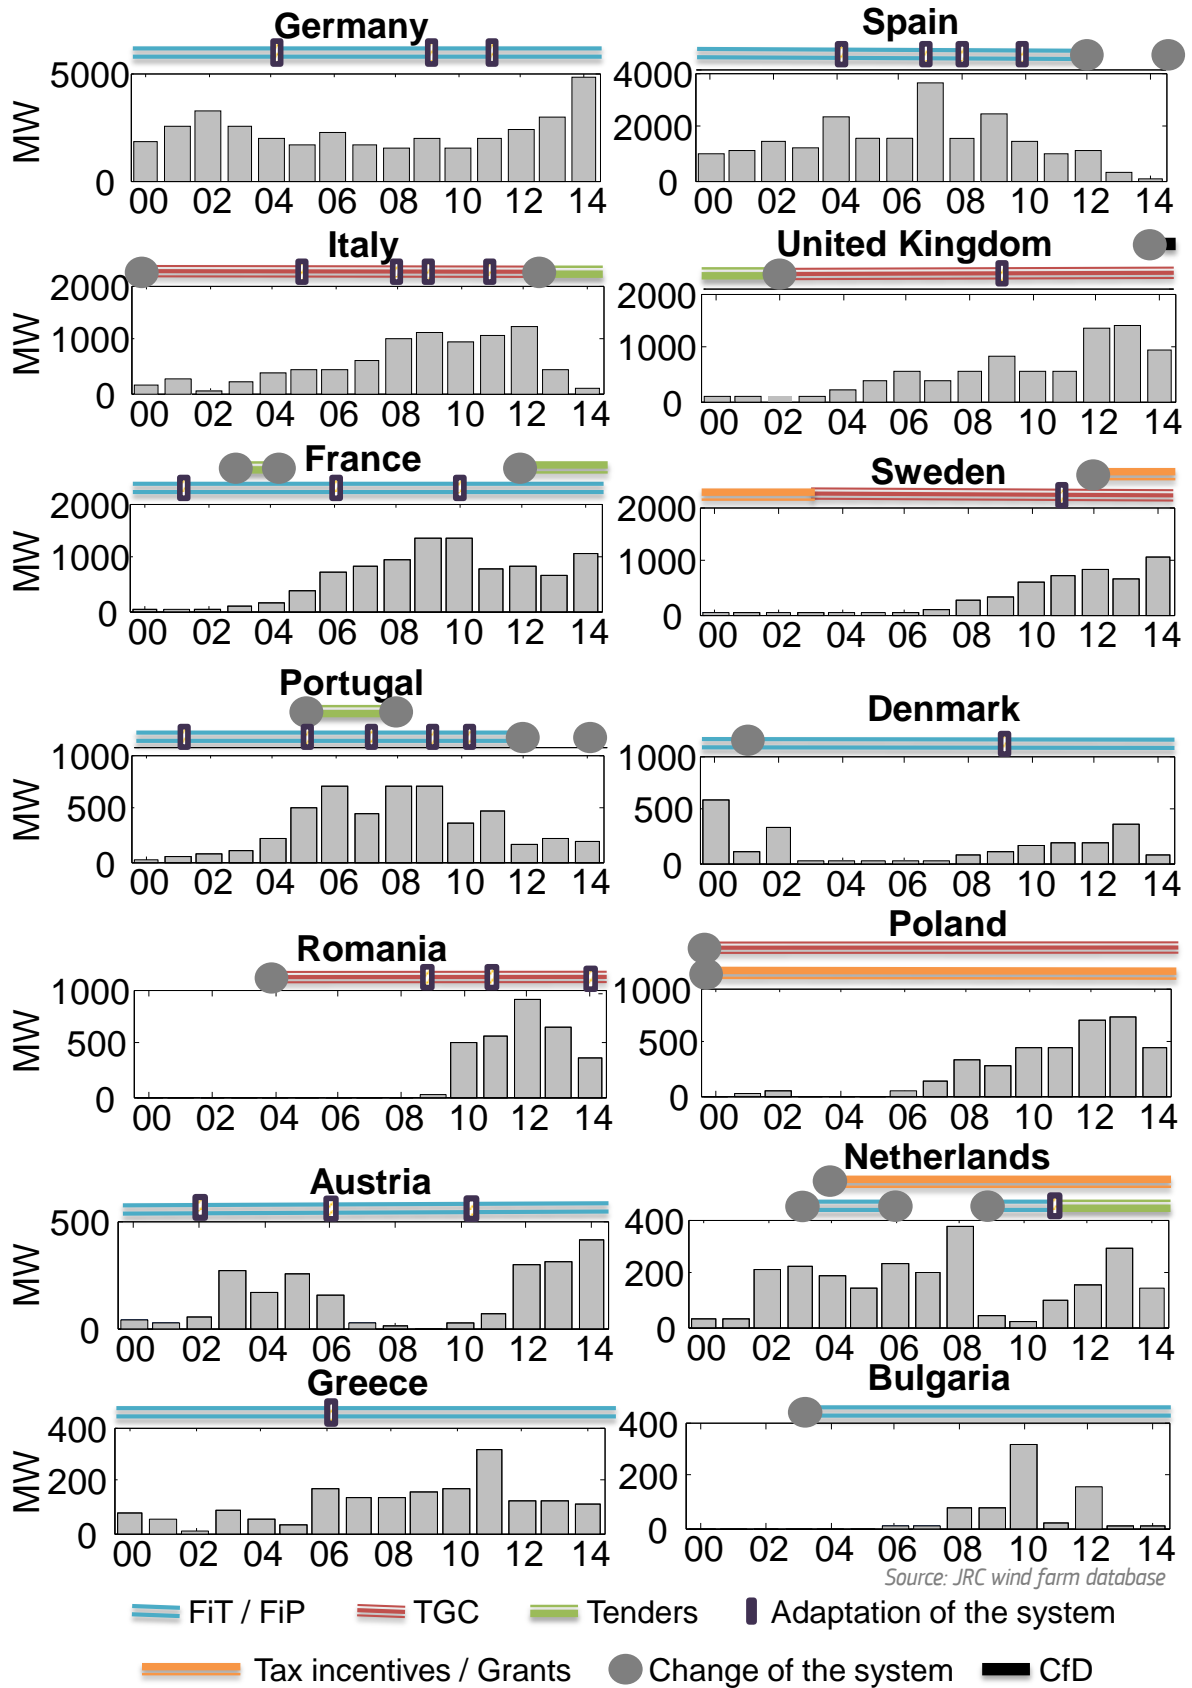 Germany
5000
MW
0
00 02 04 06 08 10 12 14
Spain
4000
2000
0
00 02 04 06 08 10 12 14
Italy
2000
1000
MW
0
00 02 04 06 08 10 12 14
United Kingdom
2000
1000
0
00 02 04 06 08 10 12 14
France
2000
1000
MW
0
00 02 04 06 08 10 12 14
Sweden
2000
1000
0
00 02 04 06 08 10 12 14
Portugal
1000
500
MW
0
00 02 04 06 08 10 12 14
Denmark
1000
500
0
00 02 04 06 08 10 12 14
Romania
1000
500
MW
0
00 02 04 06 08 10 12 14
Poland
1000
500
0
00 02 04 06 08 10 12 14
Austria
500
MW
0
00 02 04 06 08 10 12 14
Netherlands
400
200
0
00 02 04 06 08 10 12 14
Greece
400
200
MW
0
00 02 04 06 08 10 12 14
Bulgaria
400
200
0
00 02 04 06 08 10 12 14
Source: JRC wind farm database
FiT / FiP TGC Tenders Adaptation of the system
Tax incentives / Grants Change of the system CfD